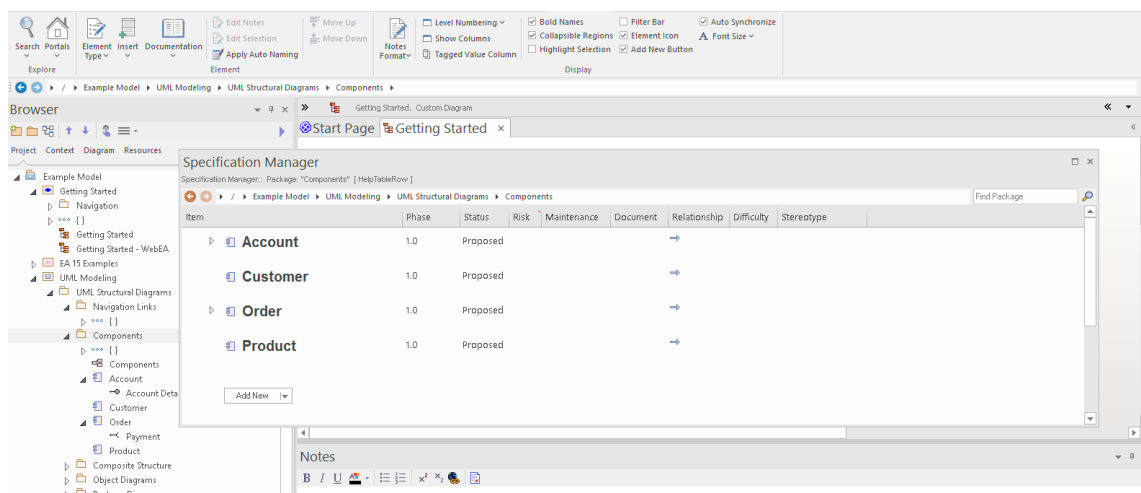 Edit Notes
Move Up
Level Numbering
Bold Names
Filter Bar
Auto Synchronize
Edit Selection
Move Down
Show Columns
Collapsible Regions
Element Icon
A Font Size
Search Portals
Element Insert Documentation
Type
Apply Auto Naming
Notes
Format
Tagged Value Column
Highlight Selection
Add New Button
Explore
Element
Display
/ Example Model UML Modeling UML Structural Diagrams Components
Browser
Getting Started. Custom Diagram
Start Page
Getting Started ×
Project Context Diagram Resources
Example Model
Getting Started
Navigation
{ }
Getting Started
Getting Started - WebEA
EA 15 Examples
UML Modeling
UML Structural Diagrams
Navigation Links
{ }
Components
{ }
Components
Account
Account Deta
Customer
Order
Payment
Product
Composite Structure
Object Diagrams
Specification Manager
Specification Manager:: Package: "Components" [ HelpTableRow ]
/ Example Model UML Modeling UML Structural Diagrams Components
Find Package
Item Phase Status Risk Maintenance Document Relationship Difficulty Stereotype
Account 1.0 Proposed
Customer 1.0 Proposed
Order 1.0 Proposed
Product 1.0 Proposed
Add New
Notes
B I U A x² x₂